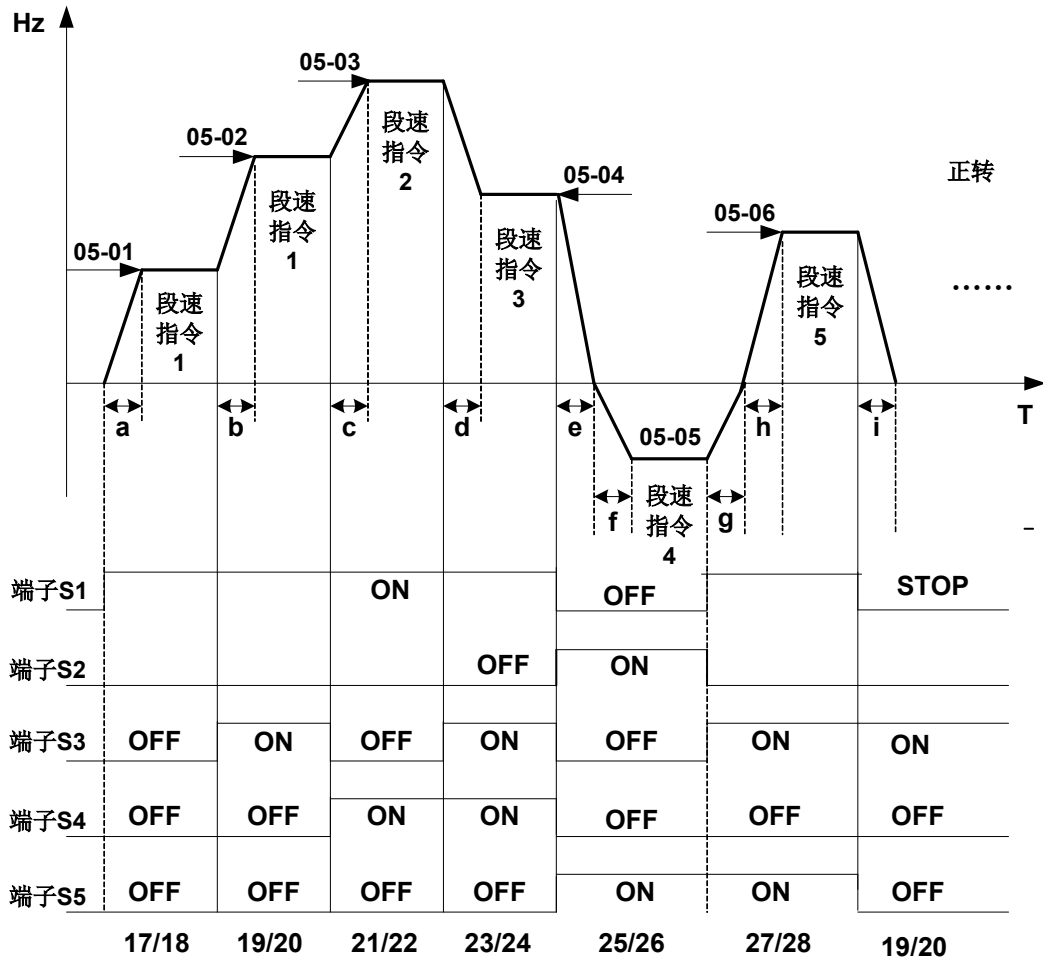 Hz
05-03
05-02
05-04
05-06
05-01
正转
段速
指令
2
段速
指令
1
段速
指令
3
段速
指令
1
段速
指令
5
......
T
a
b
c
d
e
h
i
05-05
f
g
段速
指令
4
–
端子S1 ON OFF STOP
端子S2 OFF ON
端子S3 OFF ON OFF ON OFF ON ON
端子S4 OFF OFF ON ON OFF OFF OFF
端子S5 OFF OFF OFF OFF ON ON OFF
17/18 19/20 21/22 23/24 25/26 27/28 19/20